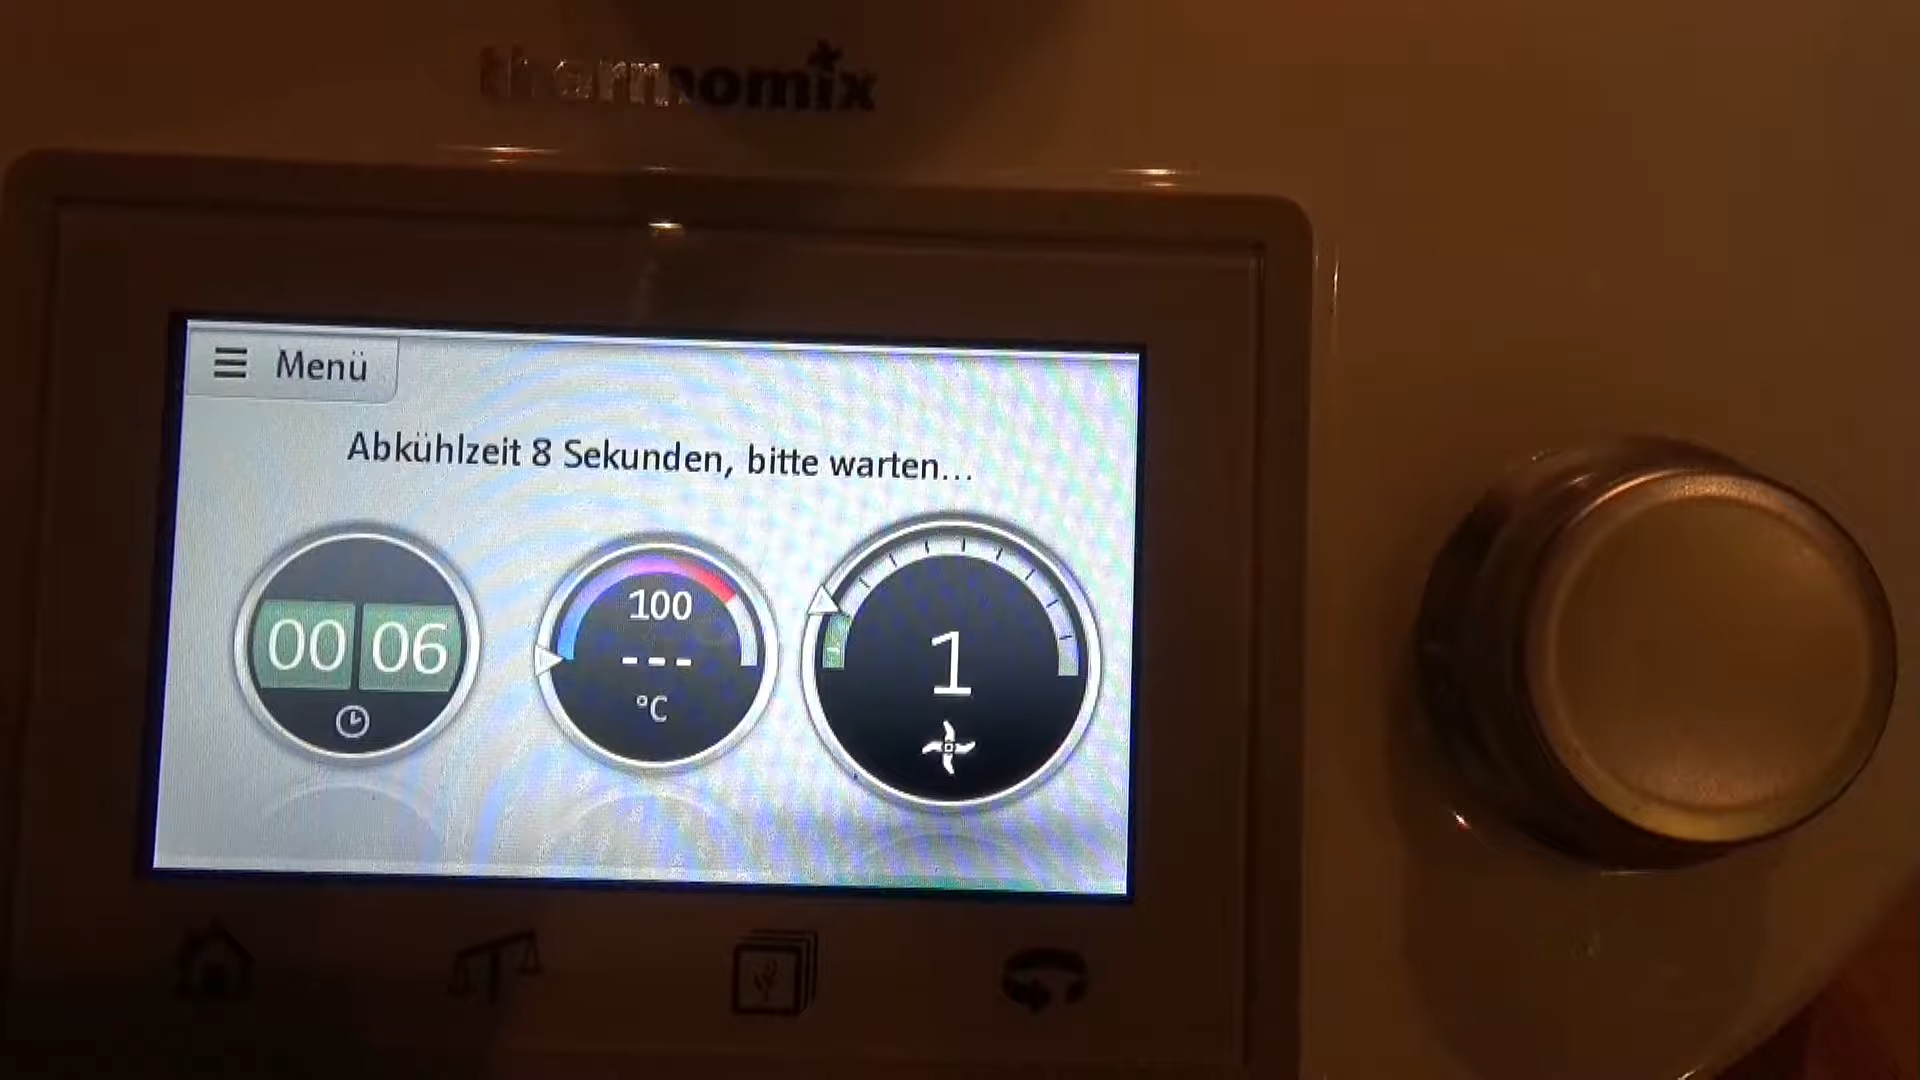 thermomix
Menü
Abkühlzeit 8 Sekunden, bitte warten...
00 06
100
---
°C
1